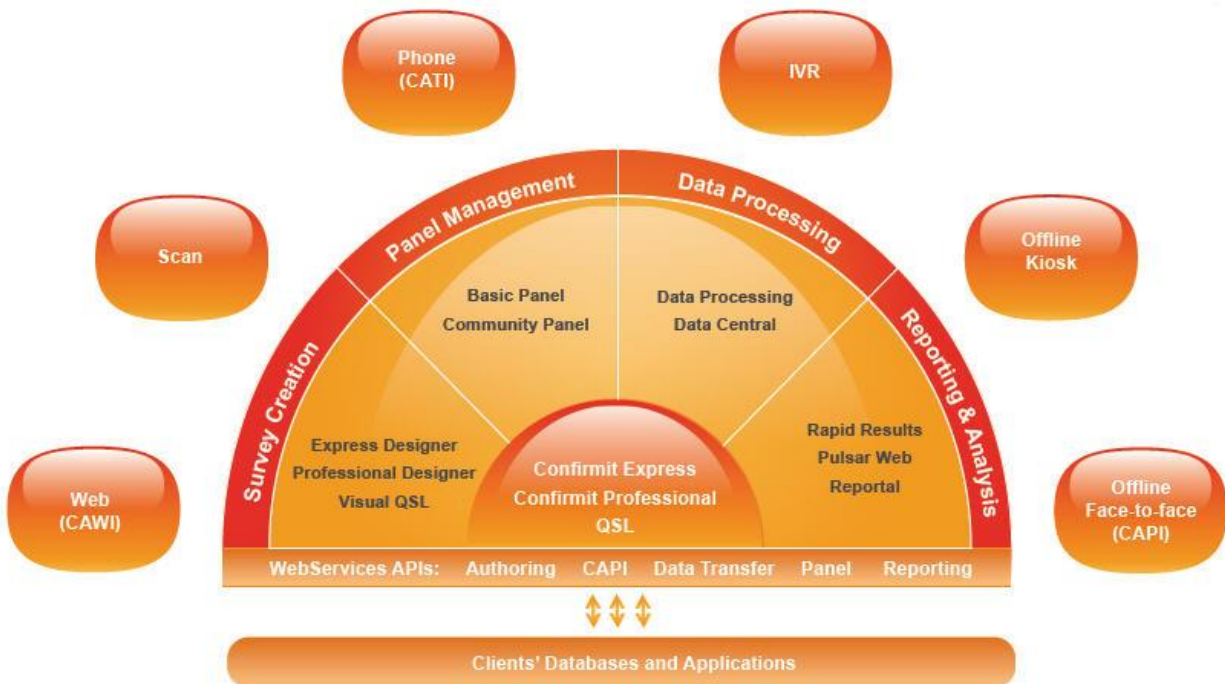 Phone
(CATI)
IVR
Scan
Offline
Kiosk
Web
(CAWI)
Offline
Face-to-face
(CAPI)
Survey Creation
Panel Management
Data Processing
Reporting & Analysis
Express Designer
Professional Designer
Visual QSL
Basic Panel
Community Panel
Data Processing
Data Central
Rapid Results
Pulsar Web
Reportal
Confirmit Express
Confirmit Professional
QSL
WebServices APIs: Authoring CAPI Data Transfer Panel Reporting
Clients' Databases and Applications